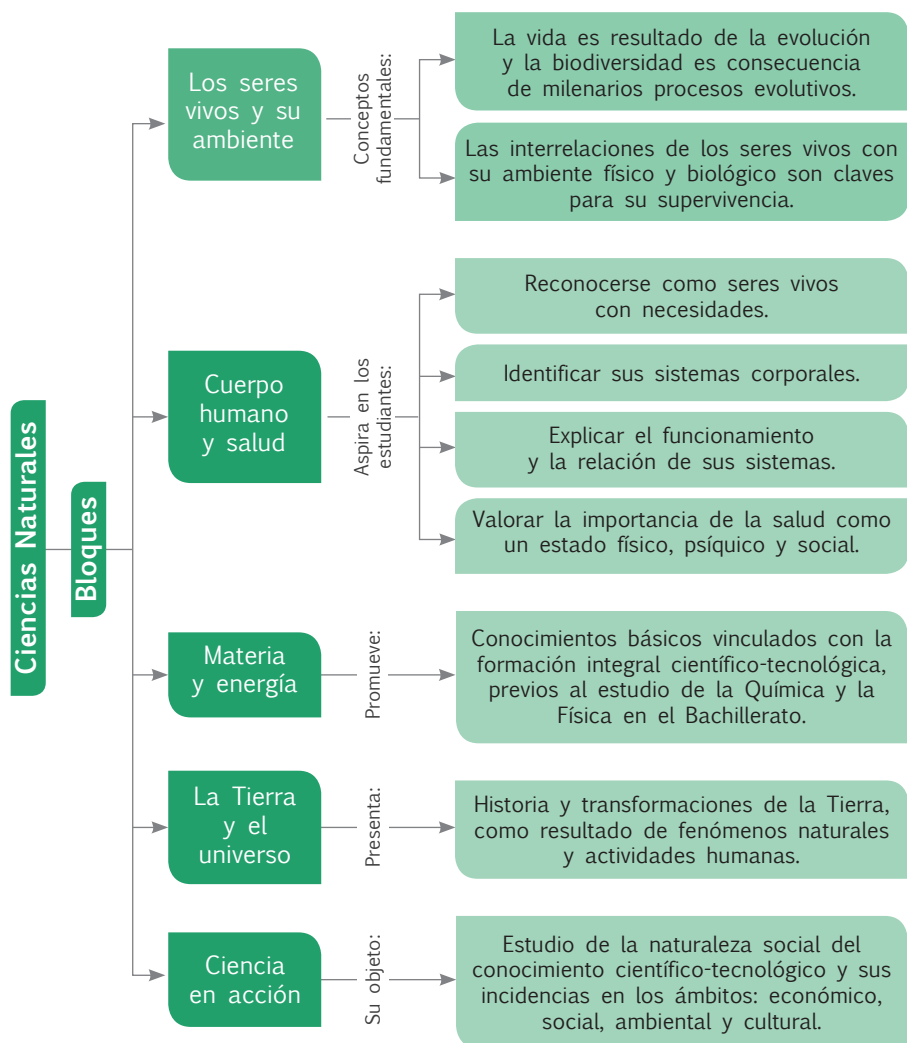 Ciencias Naturales
Bloques
Los seres
vivos y su
ambiente
Conceptos
fundamentales:
La vida es resultado de la evolución
y la biodiversidad es consecuencia
de milenarios procesos evolutivos.
Las interrelaciones de los seres vivos con
su ambiente físico y biológico son claves
para su supervivencia.
Cuerpo
humano
y salud
Aspira en los
estudiantes:
Reconocerse como seres vivos
con necesidades.
Identificar sus sistemas corporales.
Explicar el funcionamiento
y la relación de sus sistemas.
Valorar la importancia de la salud como
un estado físico, psíquico y social.
Materia
y energía
Promueve:
Conocimientos básicos vinculados con la
formación integral científico-tecnológica,
previos al estudio de la Química y la
Física en el Bachillerato.
La Tierra
y el
universo
Presenta:
Historia y transformaciones de la Tierra,
como resultado de fenómenos naturales
y actividades humanas.
Ciencia
en acción
Su objeto:
Estudio de la naturaleza social del
conocimiento científico-tecnológico y sus
incidencias en los ámbitos: económico,
social, ambiental y cultural.